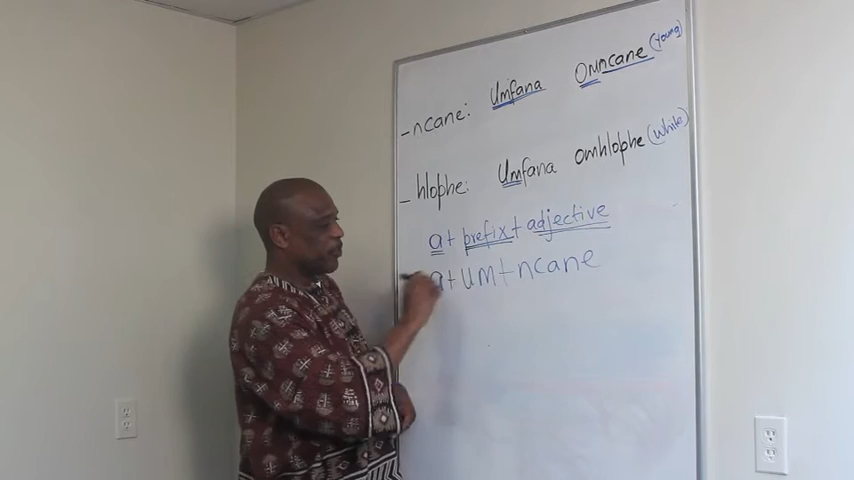 -ncane: Umfana Omncane (young)
-hlophe: Umfana omhlophe (white)
a + prefix + adjective
a + um + ncane